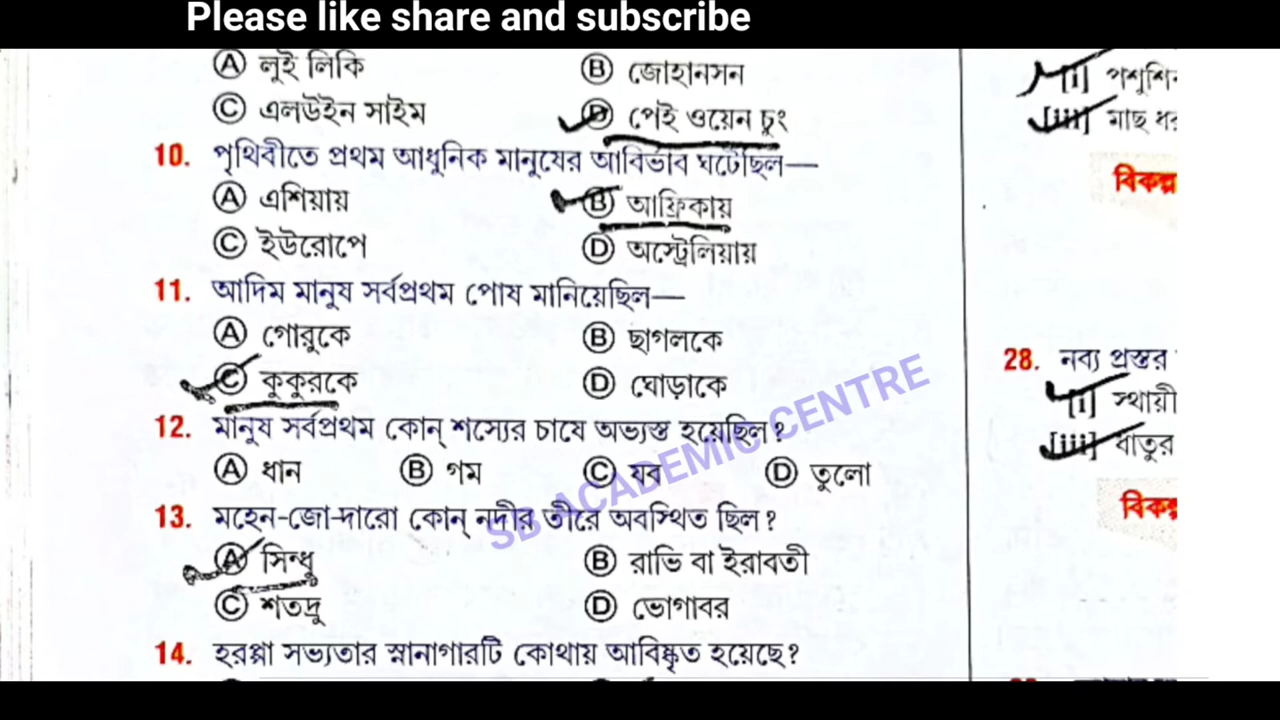 Please like share and subscribe
Ⓐ লুই লিকি Ⓑ জোহানসন
Ⓒ এলউইন সাইম Ⓓ পেই ওয়েন চুং
10. পৃথিবীতে প্রথম আধুনিক মানুষের আবির্ভাব ঘটেছিল—
Ⓐ এশিয়ায় Ⓑ আফ্রিকায়
Ⓒ ইউরোপে Ⓓ অস্ট্রেলিয়ায়
11. আদিম মানুষ সর্বপ্রথম পোষ মানিয়েছিল—
Ⓐ গোরুকে Ⓑ ছাগলকে
Ⓒ কুকুরকে Ⓓ ঘোড়াকে
12. মানুষ সর্বপ্রথম কোন্ শস্যের চাষে অভ্যস্ত হয়েছিল?
Ⓐ ধান Ⓑ গম Ⓒ যব Ⓓ তুলো
13. মহেন-জো-দারো কোন্ নদীর তীরে অবস্থিত ছিল?
Ⓐ সিন্ধু Ⓑ রাভি বা ইরাবতী
Ⓒ শতদ্রু Ⓓ ভোগাবর
14. হরপ্পা সভ্যতার স্নানাগারটি কোথায় আবিষ্কৃত হয়েছে?
SB ACADEMIC CENTRE
[i]
[iii] মাছ
28. নব্য প্রস্তর
[i] স্থায়ী
[iii] ধাতুর